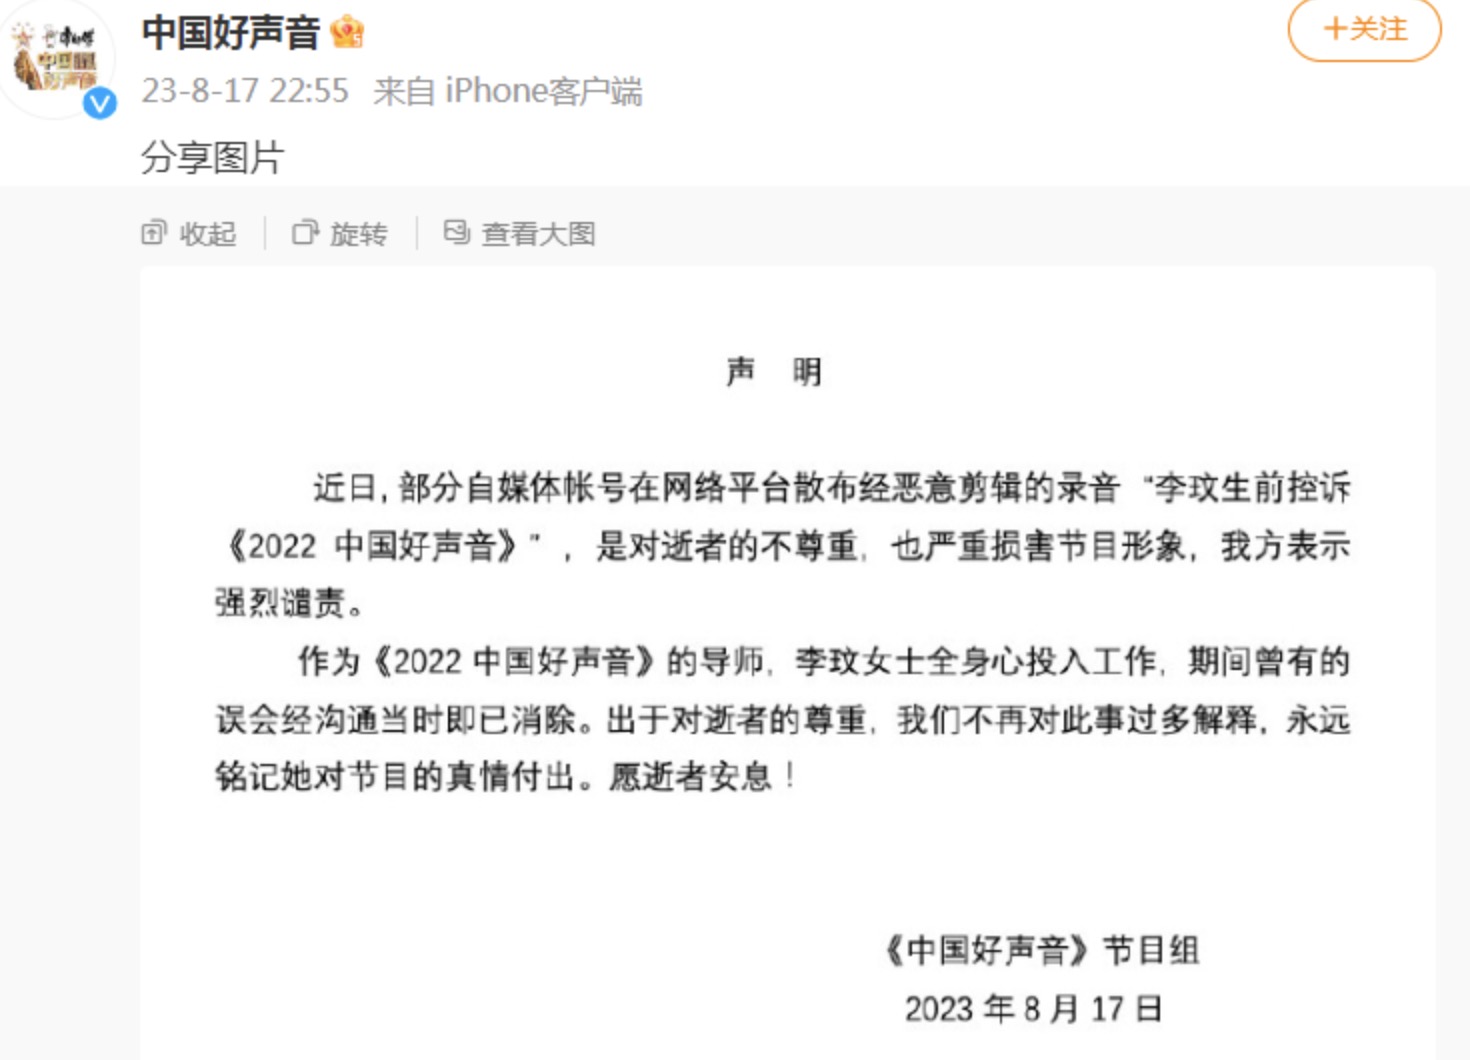 中国好声音
+关注
23-8-17 22:55 来自 iPhone客户端
分享图片
收起 旋转 查看大图
声 明
近日,部分自媒体帐号在网络平台散布经恶意剪辑的录音“李玟生前控诉
《2022 中国好声音》”,是对逝者的不尊重,也严重损害节目形象,我方表示
强烈谴责。
作为《2022 中国好声音》的导师,李玟女士全身心投入工作,期间曾有的
误会经沟通当时即已消除。出于对逝者的尊重,我们不再对此事过多解释,永远
铭记她对节目的真情付出。愿逝者安息!
《中国好声音》节目组
2023 年 8 月 17 日